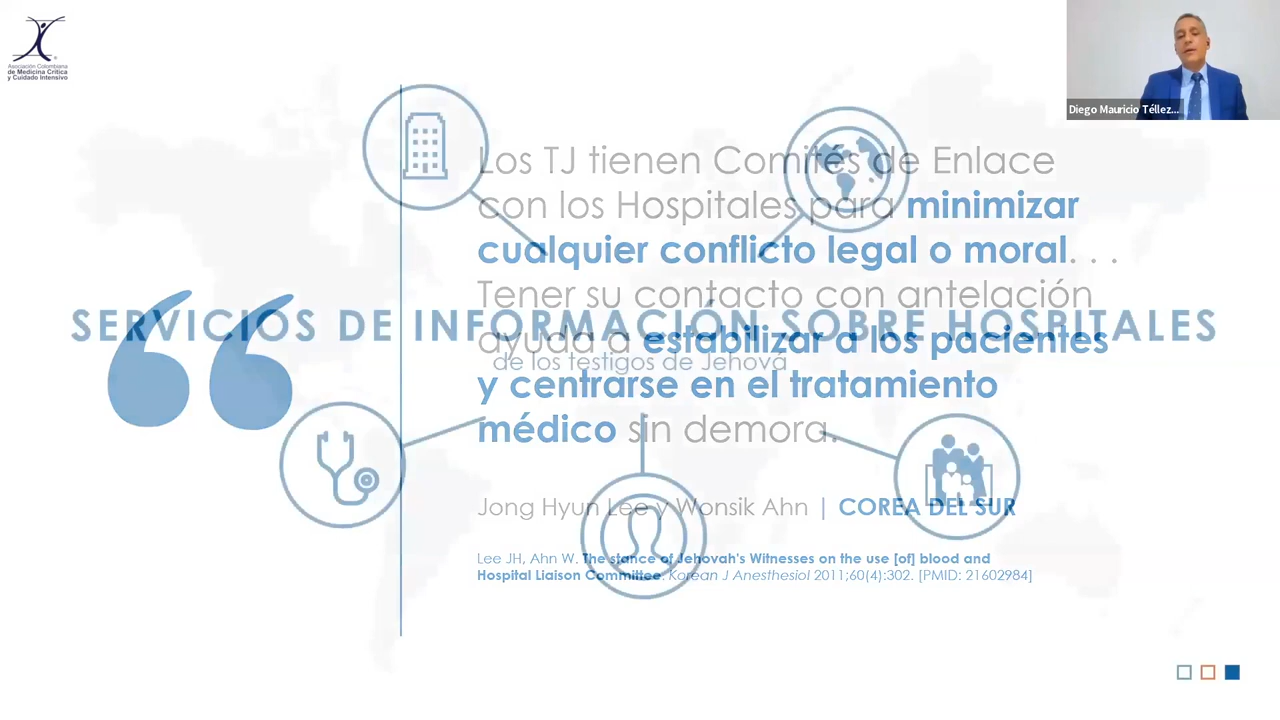 Asociación Colombiana
de Medicina Crítica
y Cuidado Intensivo
Diego Mauricio Téllez...
Los TJ tienen Comités de Enlace
con los Hospitales para minimizar
cualquier conflicto legal o moral. . .
Tener su contacto con antelación
SERVICIOS DE INFORMACIÓN SOBRE HOSPITALES
ayuda a estabilizar a los pacientes
de los testigos de Jehová
y centrarse en el tratamiento
médico sin demora.
Jong Hyun Lee y Wonsik Ahn | COREA DEL SUR
Lee JH, Ahn W. The stance of Jehovah's Witnesses on the use [of] blood and
Hospital Liaison Committee. Korean J Anesthesiol 2011;60(4):302. [PMID: 21602984]